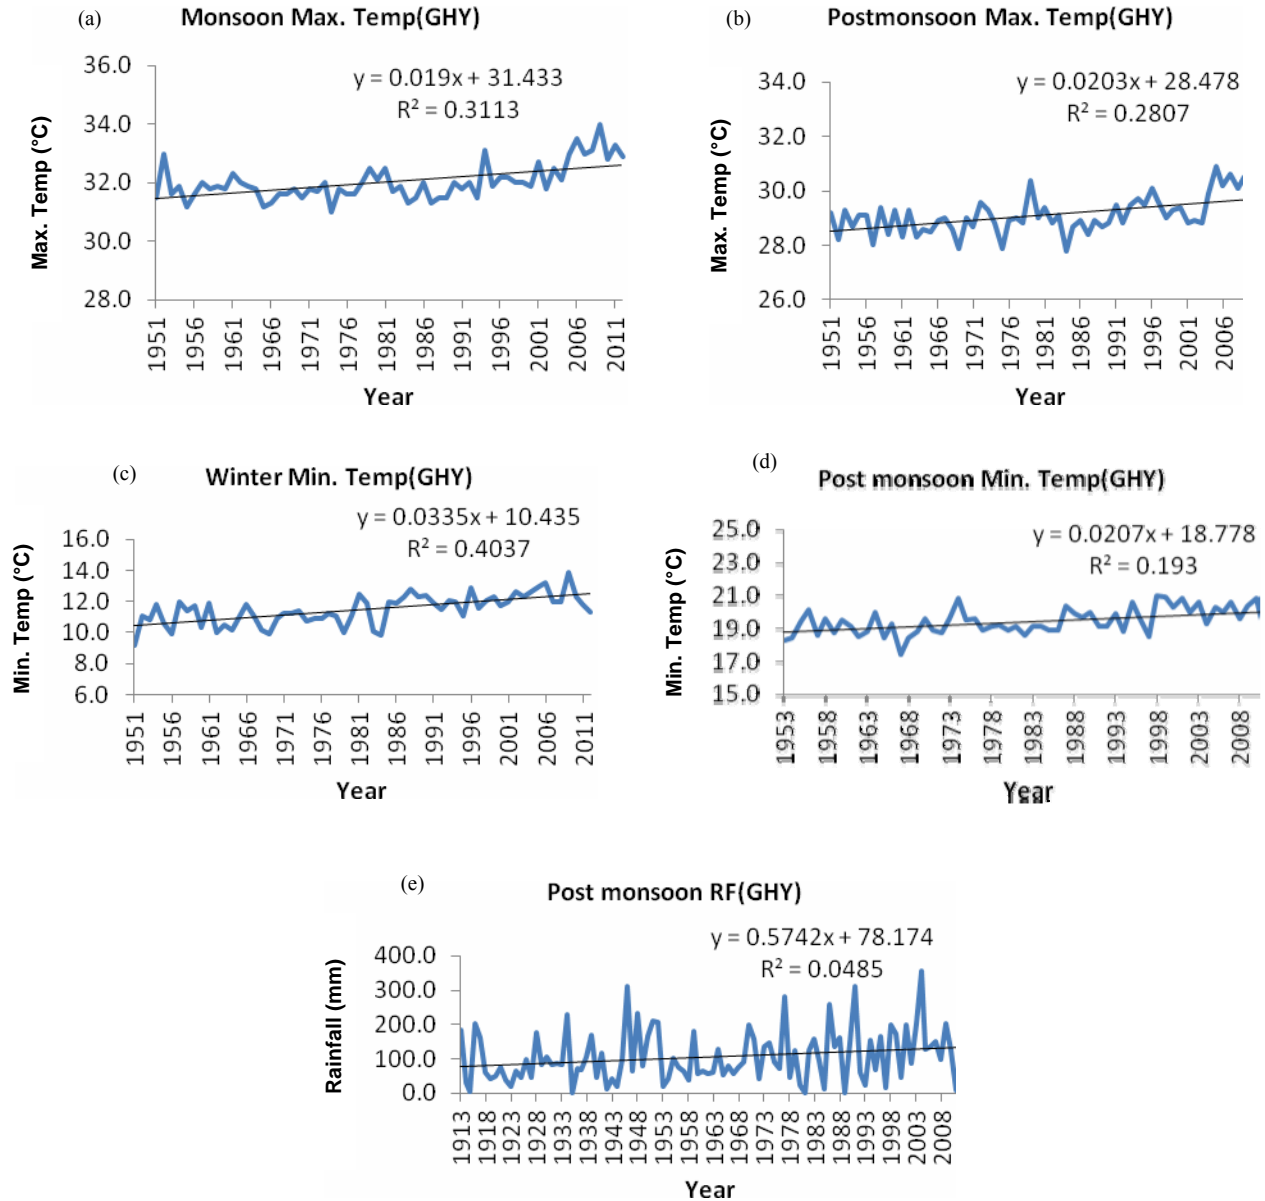 (a)
Monsoon Max. Temp(GHY)
y = 0.019x + 31.433
R² = 0.3113
36.0
34.0
32.0
30.0
28.0
Max. Temp (°C)
1951 1956 1961 1966 1971 1976 1981 1986 1991 1996 2001 2006 2011
Year
(b)
Postmonsoon Max. Temp(GHY)
y = 0.0203x + 28.478
R² = 0.2807
34.0
32.0
30.0
28.0
26.0
Max. Temp (°C)
1951 1956 1961 1966 1971 1976 1981 1986 1991 1996 2001 2006
Year
(c)
Winter Min. Temp(GHY)
y = 0.0335x + 10.435
R² = 0.4037
16.0
14.0
12.0
10.0
8.0
6.0
Min. Temp (°C)
1951 1956 1961 1966 1971 1976 1981 1986 1991 1996 2001 2006 2011
Year
(d)
Post monsoon Min. Temp(GHY)
y = 0.0207x + 18.778
R² = 0.193
25.0
23.0
21.0
19.0
17.0
15.0
Min. Temp (°C)
1953 1958 1963 1968 1973 1978 1983 1988 1993 1998 2003 2008
Year
(e)
Post monsoon RF(GHY)
y = 0.5742x + 78.174
R² = 0.0485
400.0
300.0
200.0
100.0
0.0
Rainfall (mm)
1913 1918 1923 1928 1933 1938 1943 1948 1953 1958 1963 1968 1973 1978 1983 1988 1993 1998 2003 2008
Year